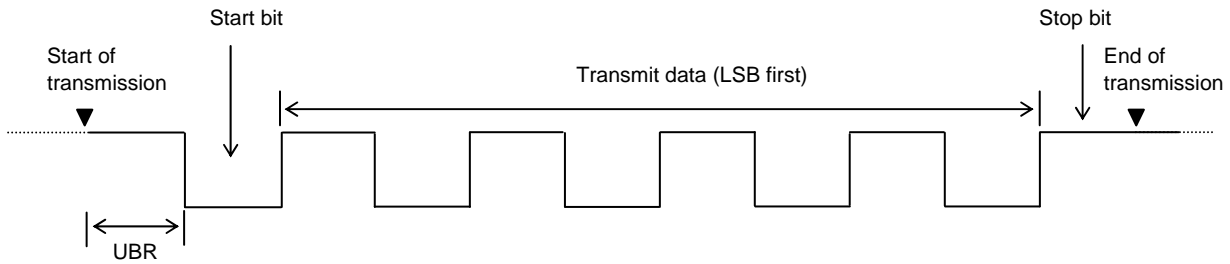 Start bit
Stop bit
Start of
transmission
Transmit data (LSB first)
End of
transmission
UBR